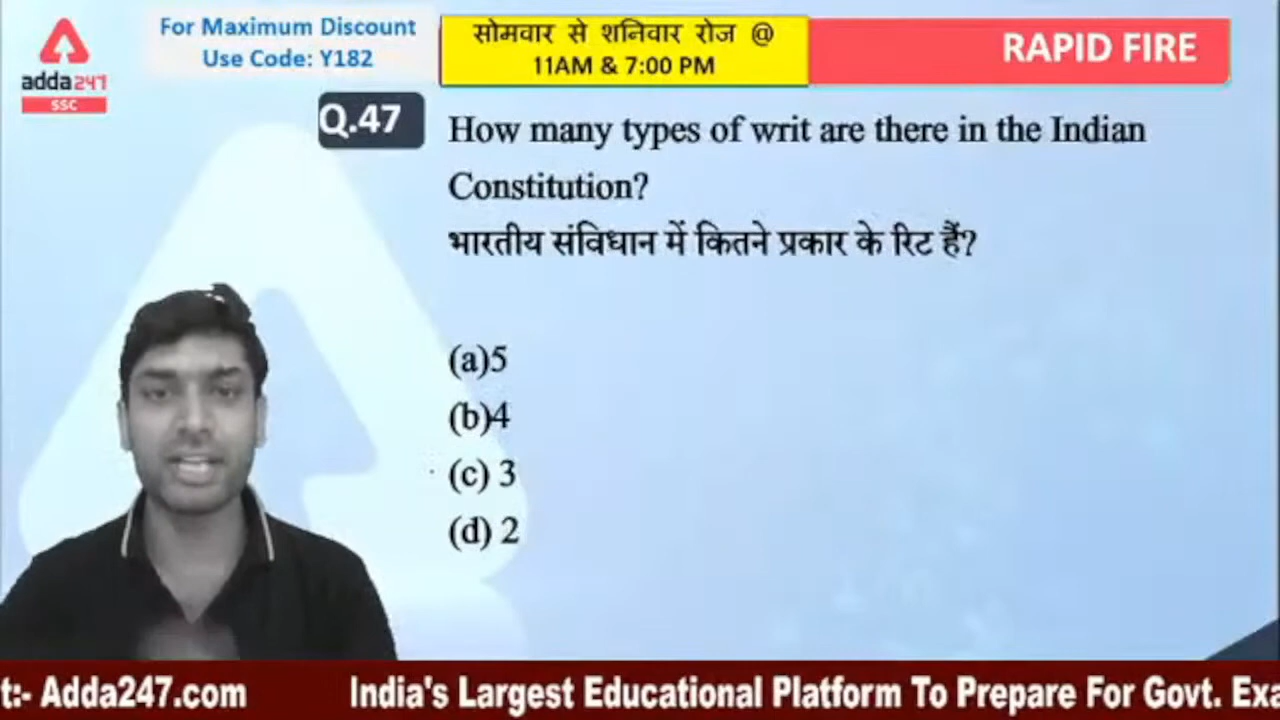 For Maximum Discount
Use Code: Y182
सोमवार से शनिवार रोज @
11AM & 7:00 PM
RAPID FIRE
adda247
SSC
Q.47
How many types of writ are there in the Indian
Constitution?
भारतीय संविधान में कितने प्रकार के रिट हैं?
(a)5
(b)4
(c) 3
(d) 2
t:- Adda247.com India's Largest Educational Platform To Prepare For Govt. Exa